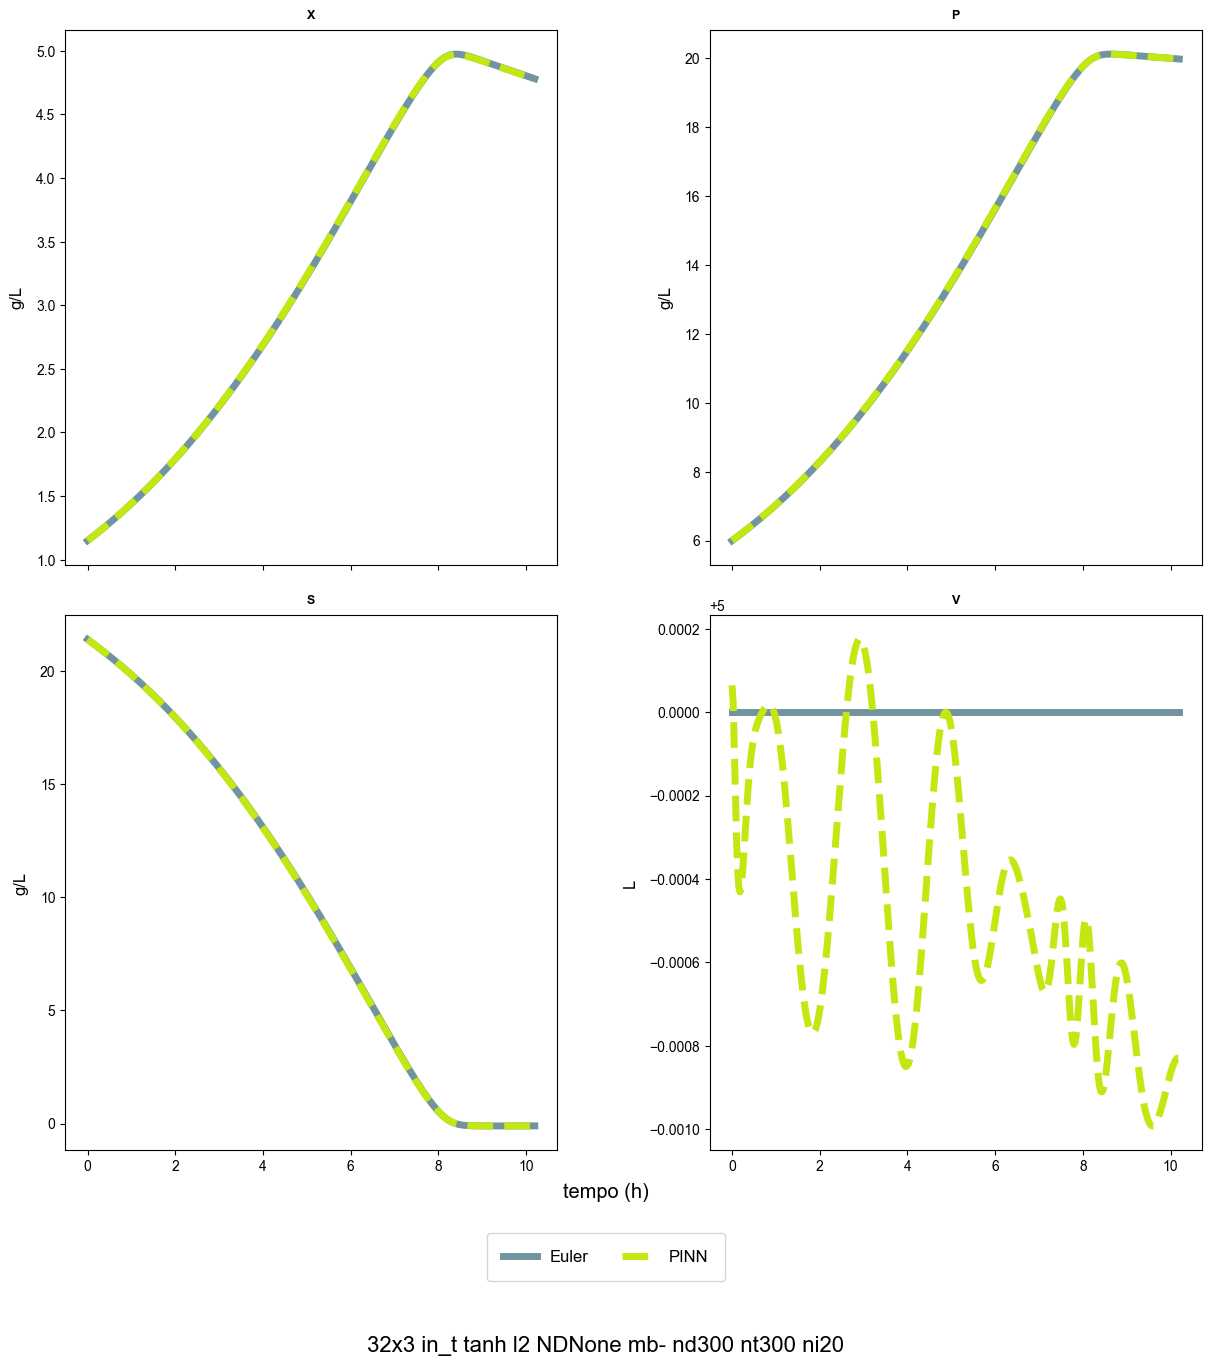 X
P
5.0
4.5
4.0
3.5
3.0
2.5
2.0
1.5
1.0
g/L
20
18
16
14
12
10
8
6
g/L
S
V
20
15
10
5
0
g/L
0 2 4 6 8 10
+5
0.0002
0.0000
−0.0002
−0.0004
−0.0006
−0.0008
−0.0010
L
0 2 4 6 8 10
tempo (h)
Euler PINN
32x3 in_t tanh l2 NDNone mb- nd300 nt300 ni20